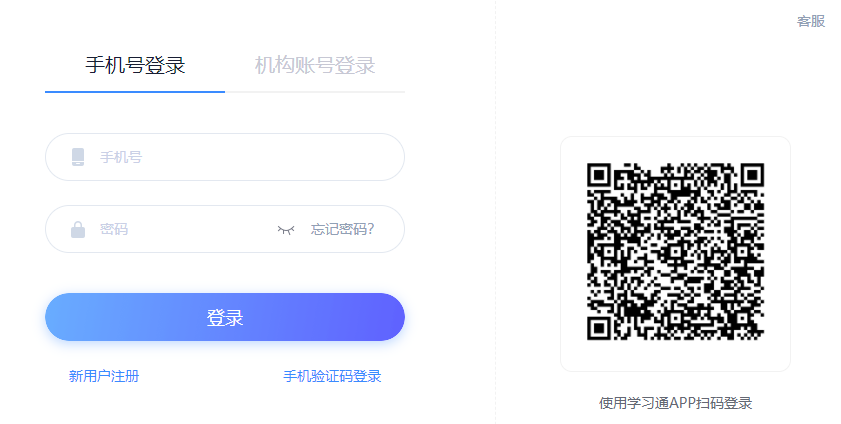 客服
手机号登录
机构账号登录
手机号
密码
忘记密码?
登录
新用户注册
手机验证码登录
使用学习通APP扫码登录